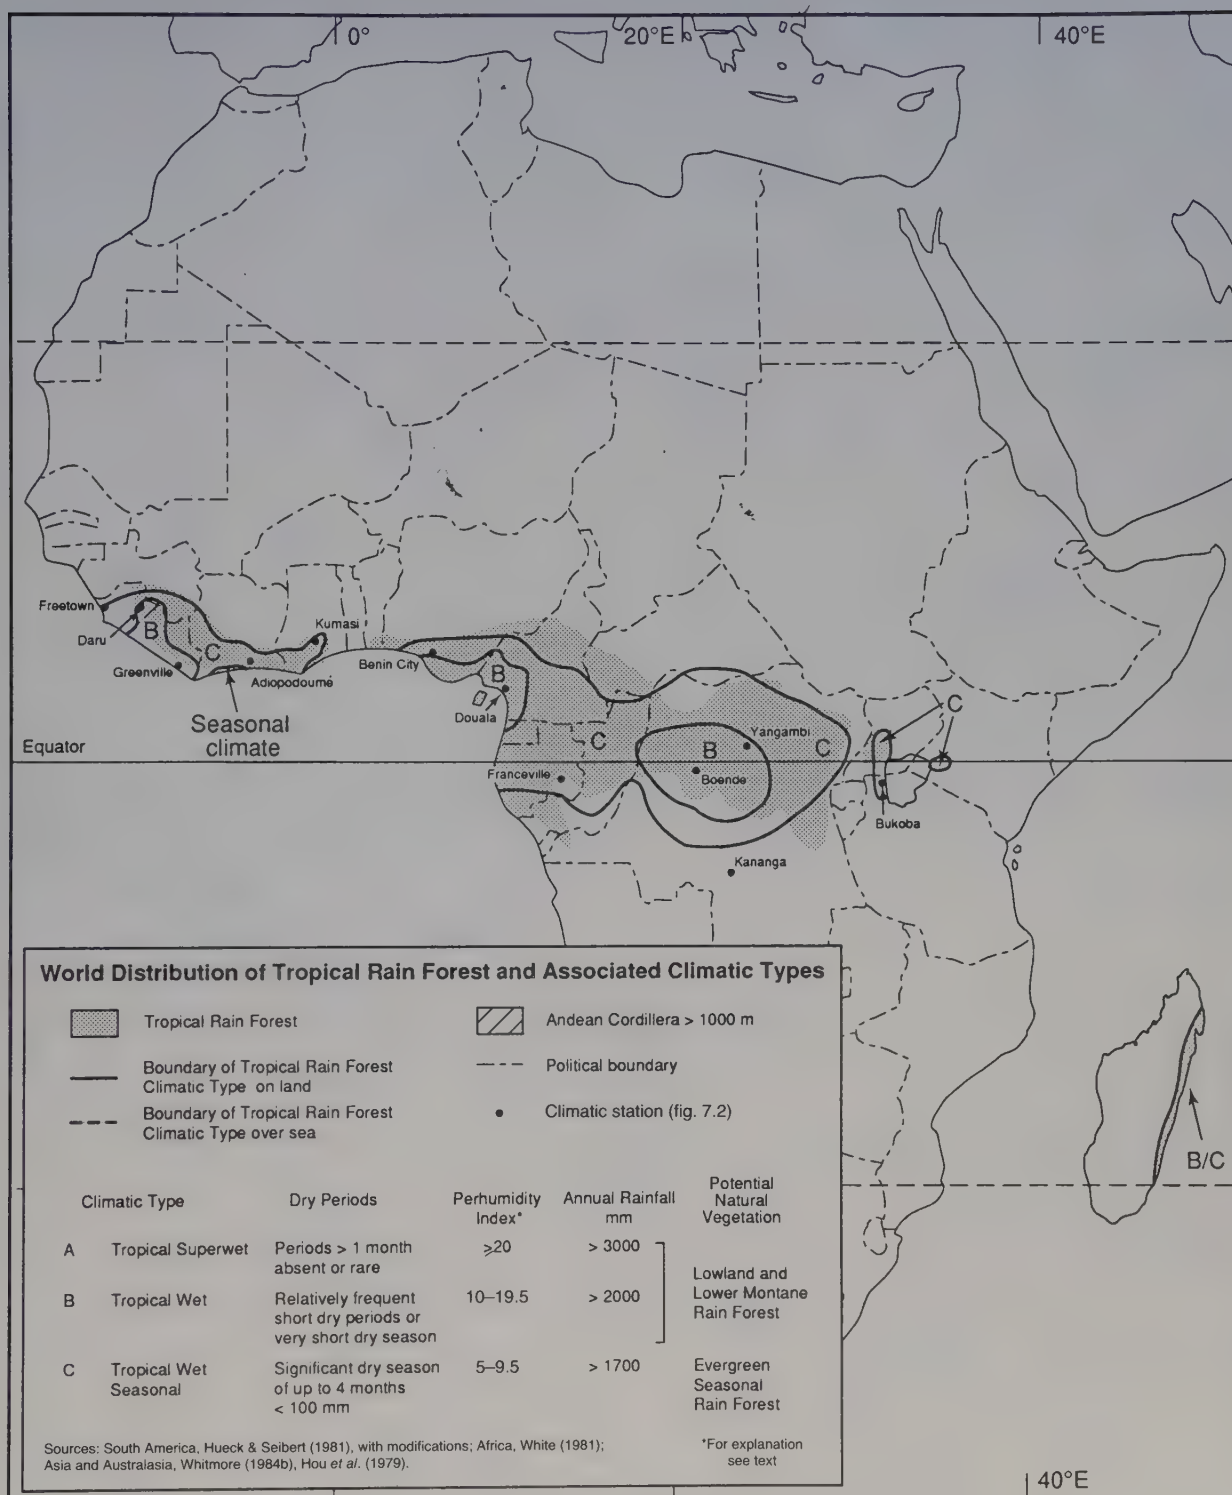 0°
20°E
40°E
Freetown
Daru
B
Greenville
C
Kumasi
Adiopodoumé
Seasonal
climate
Benin City
B
Douala
Equator
C
Franceville
B
Yangambi
Boende
C
C
Bukoba
Kananga
B/C
World Distribution of Tropical Rain Forest and Associated Climatic Types
Tropical Rain Forest
Andean Cordillera > 1000 m
Boundary of Tropical Rain Forest
Climatic Type on land
Political boundary
Boundary of Tropical Rain Forest
Climatic Type over sea
Climatic station (fig. 7.2)
Climatic Type
Dry Periods
Perhumidity
Index*
Annual Rainfall
mm
Potential
Natural
Vegetation
A Tropical Superwet Periods > 1 month ⩾20 > 3000
absent or rare
B Tropical Wet Relatively frequent 10–19.5 > 2000
short dry periods or
very short dry season
Lowland and
Lower Montane
Rain Forest
C Tropical Wet Significant dry season 5–9.5 > 1700 Evergreen
Seasonal of up to 4 months Seasonal
< 100 mm Rain Forest
Sources: South America, Hueck & Seibert (1981), with modifications; Africa, White (1981);
Asia and Australasia, Whitmore (1984b), Hou et al. (1979).
*For explanation
see text
40°E